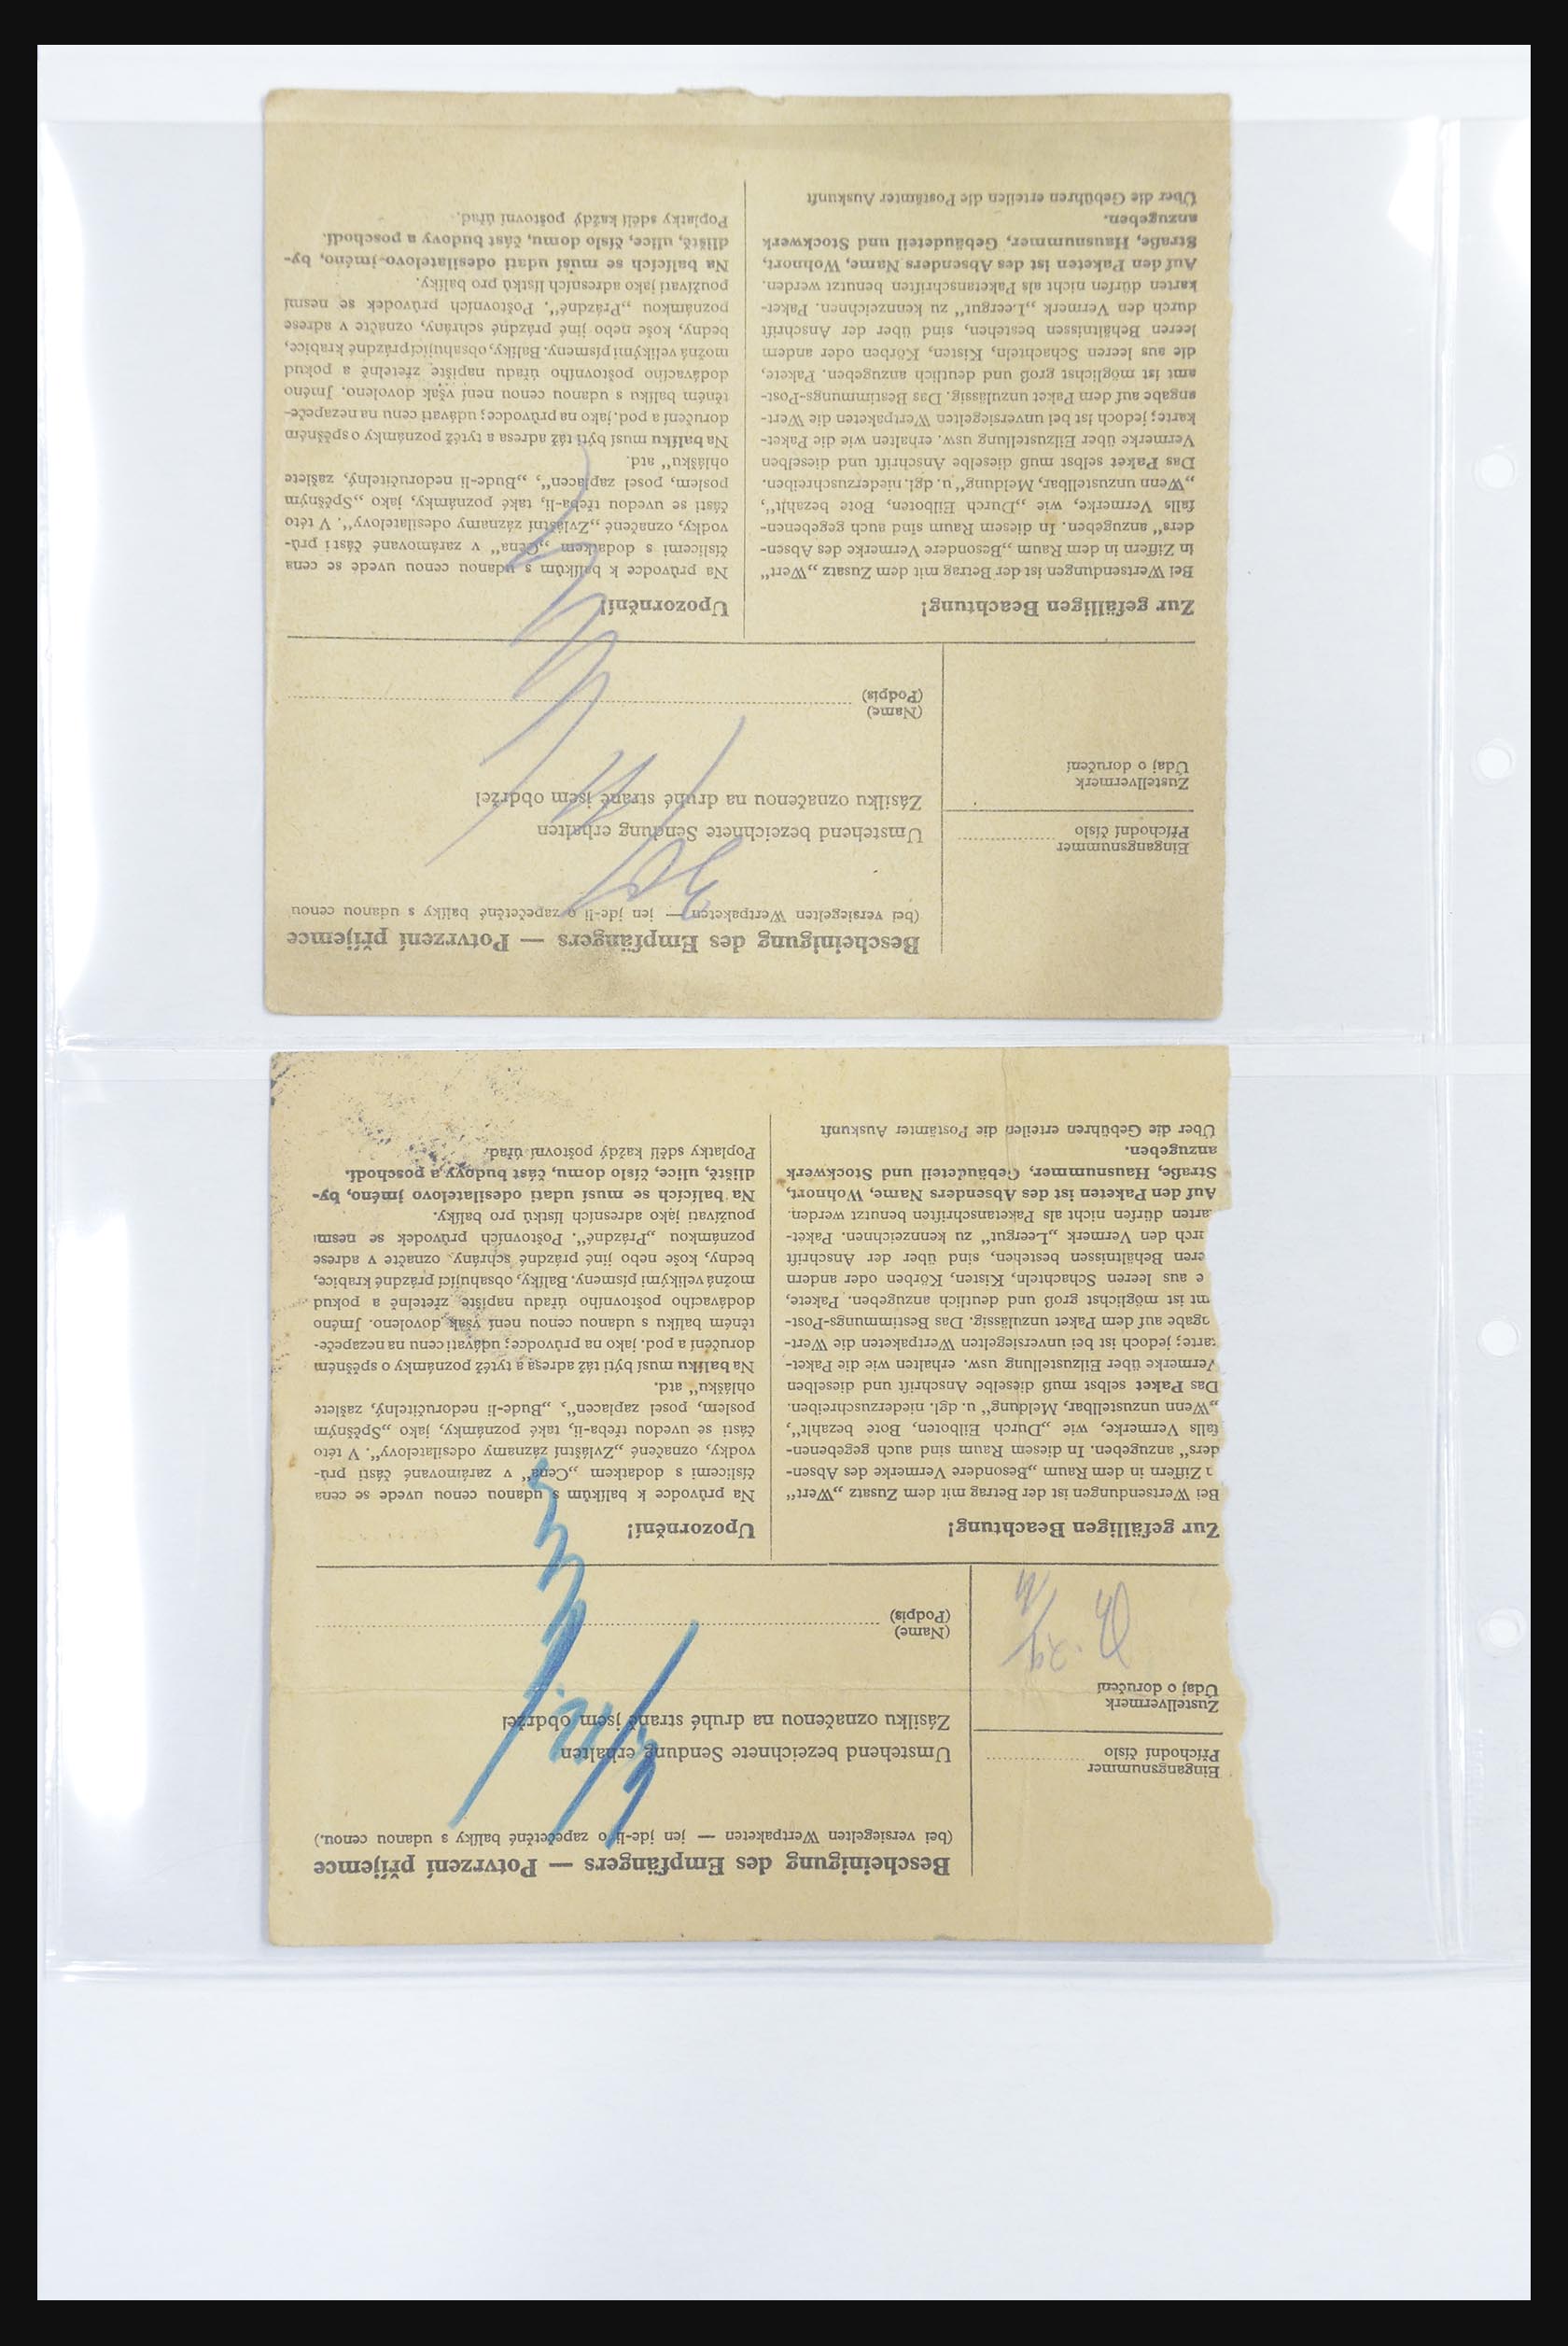 Bescheinigung des Empfängers — Potvrzení příjemce
(bei versiegelten Wertpaketen — jen jde-li o zapečetěné balíky s udanou cenou.)
Eingangsnummer
Příchodní číslo
Umstehend bezeichnete Sendung erhalten
Zásilku označenou na druhé straně jsem obdržel
Zustellvermerk
Údaj o doručení
(Name)
(Podpis)
Zur gefälligen Beachtung!
Bei Wertsendungen ist der Betrag mit dem Zusatz „Wert“
Ziffern in dem Raum „Besondere Vermerke des Absen-
ders“ anzugeben. In diesem Raum sind auch gegebenen-
falls Vermerke, wie „Durch Eilboten, Bote bezahlt“,
„Wenn unzustellbar, Meldung“ u. dgl. niederzuschreiben.
Das Paket selbst muß dieselbe Anschrift und dieselben
Vermerke über Eilzustellung usw. erhalten wie die Paket-
arte; jedoch ist bei unversiegelten Wertpaketen die Wert-
ngabe auf dem Paket unzulässig. Das Bestimmungs-Post-
mt ist möglichst groß und deutlich anzugeben. Pakete,
e aus leeren Schachteln, Kisten, Körben oder andern
eren Behältnissen bestehen, sind über der Anschrift
urch den Vermerk „Leergut“ zu kennzeichnen. Paket-
arten dürfen nicht als Paketanschriften benutzt werden.
Auf den Paketen ist des Absenders Name, Wohnort,
Straße, Hausnummer, Gebäudeteil und Stockwerk
anzugeben.
Über die Gebühren erteilen die Postämter Auskunft
Upozornění!
Na průvodce k balíkům s udanou cenou uvede se cena
číslicemi s dodatkem „Cena“ v zarámované části prů-
vodky, označené „Zvláštní záznamy odesilatelovy“. V této
části se uvedou třeba-li, také poznámky, jako „Spěšným
poslem, posel zaplacen“, „Bude-li nedoručitelný, zašlete
ohlášku“ atd.
Na balíku musí býti táž adresa a tytéž poznámky o spěšném
doručení a pod. jako na průvodce; udávati cenu na nezapeče-
těném balíku s udanou cenou není však dovoleno. Jméno
dodávacího poštovního úřadu napište zřetelně a pokud
možná velikými písmeny. Balíky, obsahující prázdné krabice,
bedny, koše nebo jiné prázdné schrány, označte v adrese
poznámkou „Prázdné“. Poštovních průvodek se nesmí
používati jako adresních lístků pro balíky.
Na balících se musí udati odesilatelovo jméno, by-
dliště, ulice, číslo domu, část budovy a poschodí.
Poplatky sdělí každý poštovní úřad.
Bescheinigung des Empfängers — Potvrzení příjemce
(bei versiegelten Wertpaketen — jen jde-li o zapečetěné balíky s udanou cenou
Eingangsnummer
Příchodní číslo
Umstehend bezeichnete Sendung erhalten
Zásilku označenou na druhé straně jsem obdržel
Zustellvermerk
Údaj o doručení
(Name)
(Podpis)
Zur gefälligen Beachtung!
Bei Wertsendungen ist der Betrag mit dem Zusatz „Wert“
in Ziffern in dem Raum „Besondere Vermerke des Absen-
ders“ anzugeben. In diesem Raum sind auch gegebenen-
falls Vermerke, wie „Durch Eilboten, Bote bezahlt“,
„Wenn unzustellbar, Meldung“ u. dgl. niederzuschreiben.
Das Paket selbst muß dieselbe Anschrift und dieselben
Vermerke über Eilzustellung usw. erhalten wie die Paket-
karte; jedoch ist bei unversiegelten Wertpaketen die Wert-
angabe auf dem Paket unzulässig. Das Bestimmungs-Post-
amt ist möglichst groß und deutlich anzugeben. Pakete,
die aus leeren Schachteln, Kisten, Körben oder andern
leeren Behältnissen bestehen, sind über der Anschrift
durch den Vermerk „Leergut“ zu kennzeichnen. Paket-
karten dürfen nicht als Paketanschriften benutzt werden.
Auf den Paketen ist des Absenders Name, Wohnort,
Straße, Hausnummer, Gebäudeteil und Stockwerk
anzugeben.
Über die Gebühren erteilen die Postämter Auskunft
Upozornění!
Na průvodce k balíkům s udanou cenou uvede se cena
číslicemi s dodatkem „Cena“ v zarámované části prů-
vodky, označené „Zvláštní záznamy odesilatelovy“. V této
části se uvedou třeba-li, také poznámky, jako „Spěšným
poslem, posel zaplacen“, „Bude-li nedoručitelný, zašlete
ohlášku“ atd.
Na balíku musí býti táž adresa a tytéž poznámky o spěšném
doručení a pod. jako na průvodce; udávati cenu na nezapeče-
těném balíku s udanou cenou není však dovoleno. Jméno
dodávacího poštovního úřadu napište zřetelně a pokud
možná velikými písmeny. Balíky, obsahující prázdné krabice,
bedny, koše nebo jiné prázdné schrány, označte v adrese
poznámkou „Prázdné“. Poštovních průvodek se nesmí
používati jako adresních lístků pro balíky.
Na balících se musí udati odesilatelovo jméno, by-
dliště, ulice, číslo domu, část budovy a poschodí.
Poplatky sdělí každý poštovní úřad.